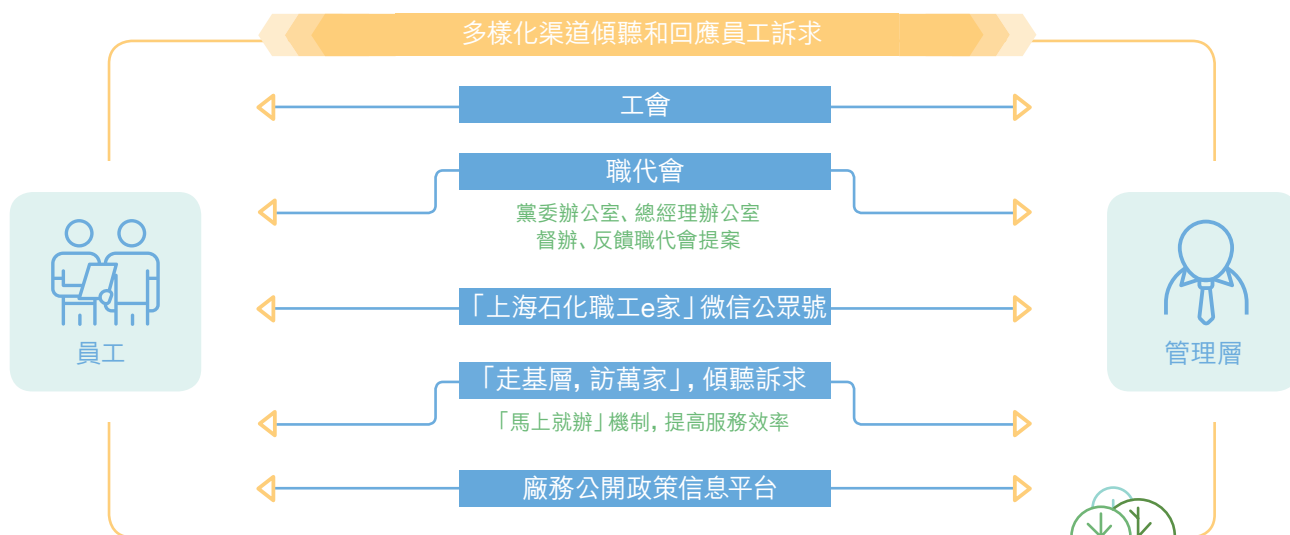 多樣化渠道傾聽和回應員工訴求
工會
職代會
黨委辦公室、總經理辦公室
督辦、反饋職代會提案
「上海石化職工e家」微信公眾號
員工
管理層
「走基層，訪萬家」，傾聽訴求
「馬上就辦」機制，提高服務效率
廠務公開政策信息平台